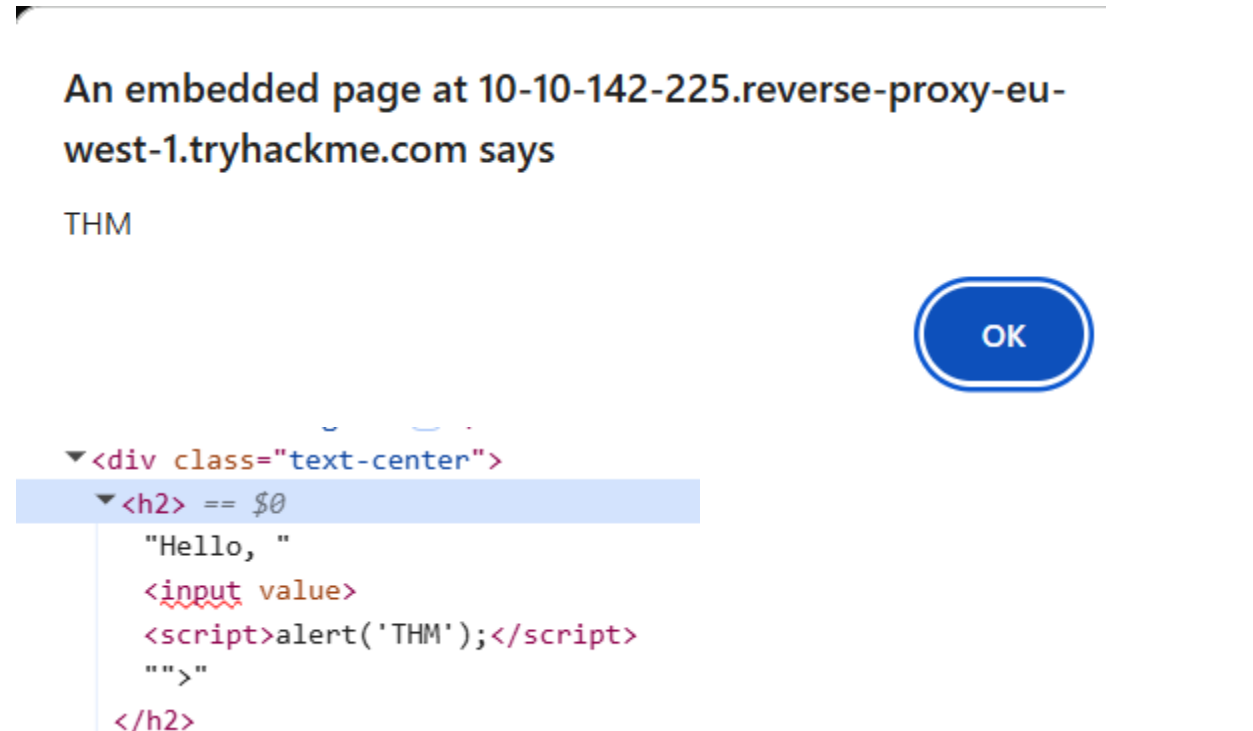 An embedded page at 10-10-142-225.reverse-proxy-eu-
west-1.tryhackme.com says
THM
OK
<div class="text-center">
<h2> == $0
"Hello, "
<input value>
<script>alert('THM');</script>
"">"
</h2>